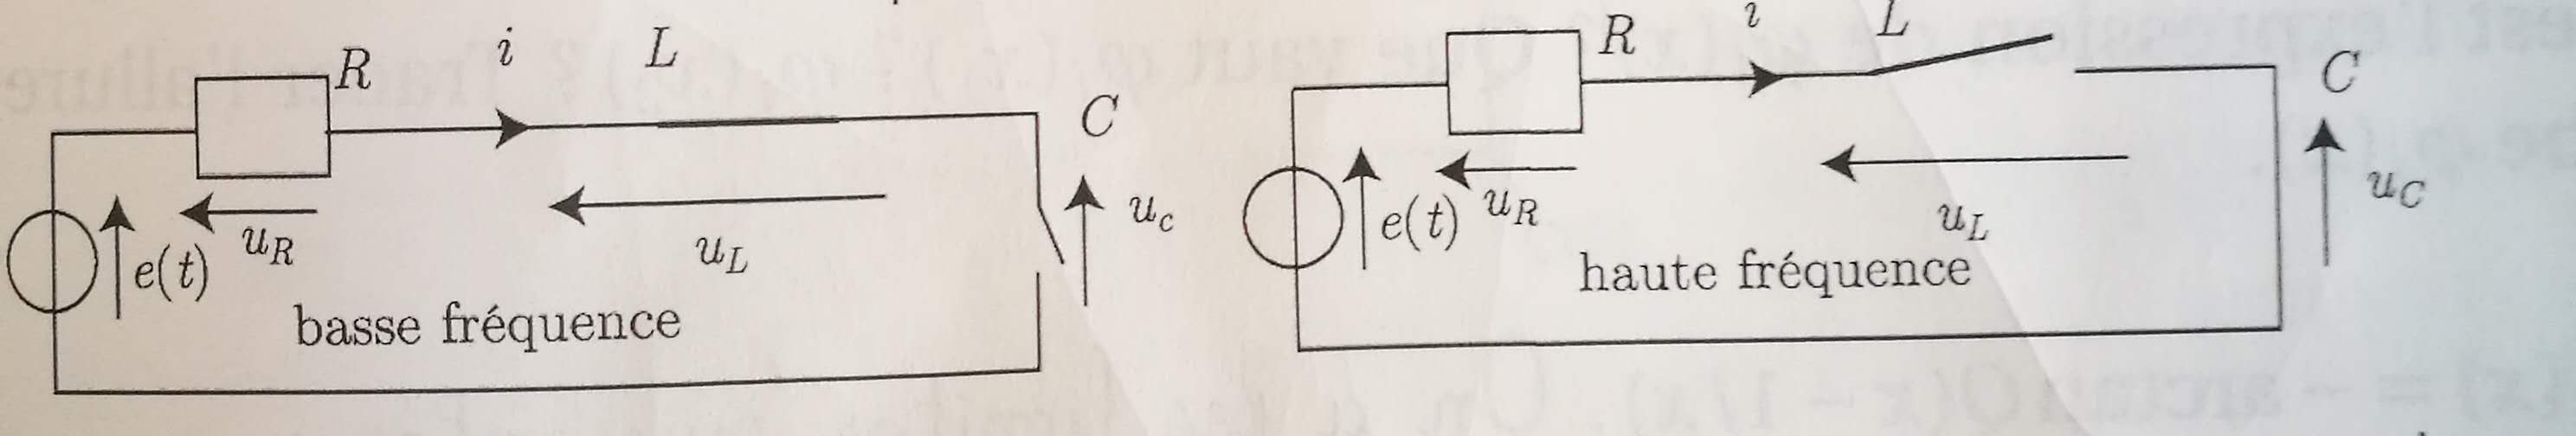 R i L
C
u_R e(t) u_L u_c
basse fréquence
R i L
C
u_R e(t) u_L u_C
haute fréquence